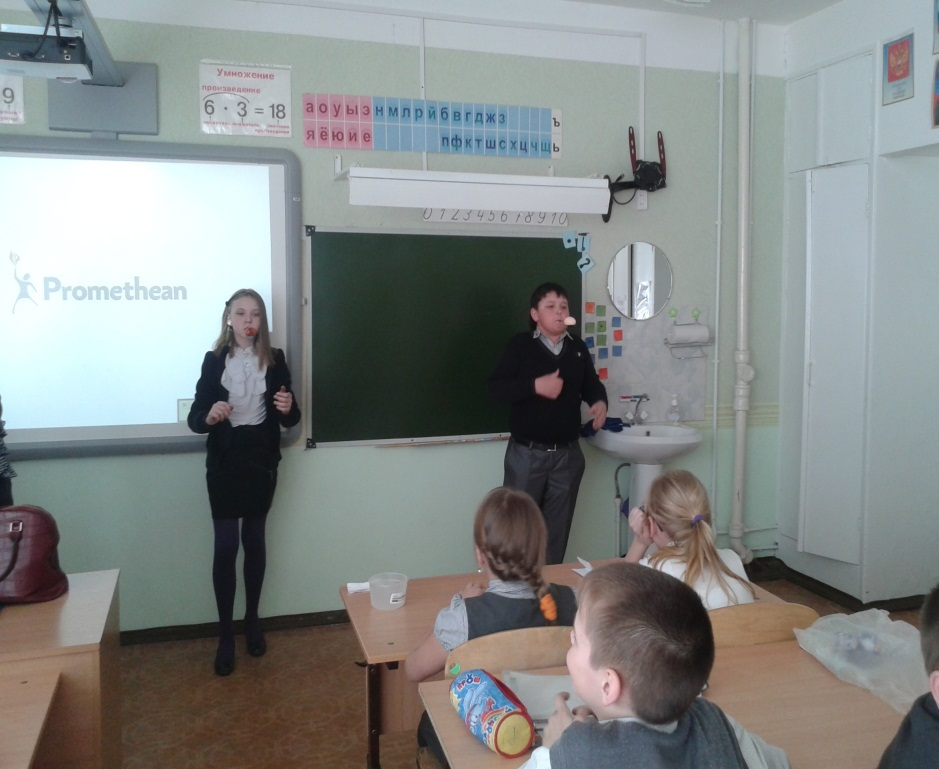 9
Умножение
произведение
6 · 3 = 18
а о у ы э н м л р й б в г д ж з ъ
я ё ю и е п ф к т ш с х ц ч щ ь
0 1 2 3 4 5 6 7 8 9 10
Promethean